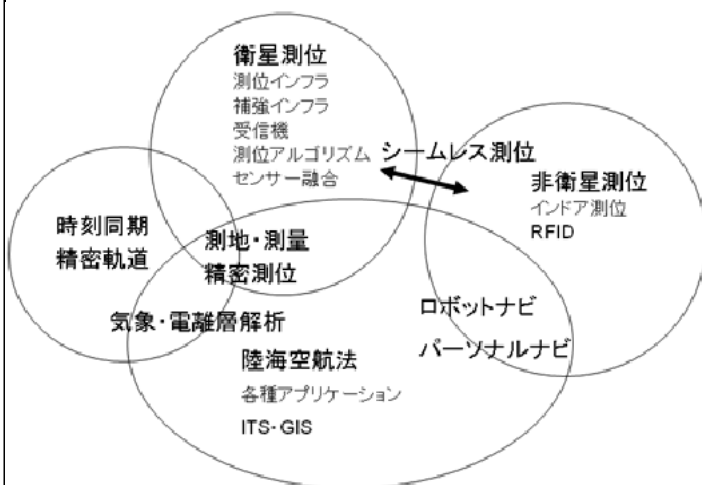 衛星測位
測位インフラ
補強インフラ
受信機
測位アルゴリズム
センサー融合
シームレス測位
非衛星測位
インドア測位
RFID
時刻同期
精密軌道
測地・測量
精密測位
気象・電離層解析
ロボットナビ
パーソナルナビ
陸海空航法
各種アプリケーション
ITS・GIS